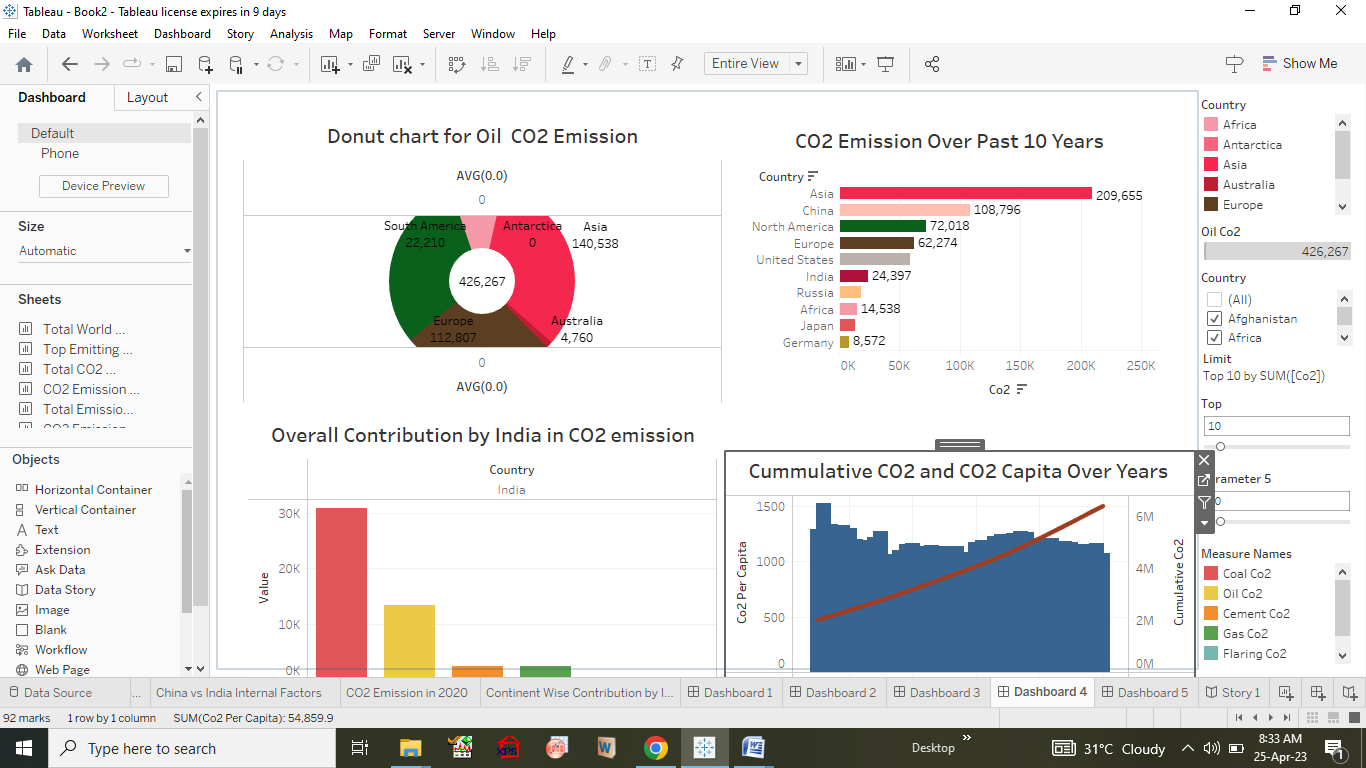 Tableau - Book2 - Tableau license expires in 9 days
File Data Worksheet Dashboard Story Analysis Map Format Server Window Help
Entire View
Show Me
Dashboard Layout
Default
Phone
Device Preview
Size
Automatic
Sheets
Total World ...
Top Emitting ...
Total CO2 ...
CO2 Emission ...
Total Emissio...
CO2 Emission
Objects
Horizontal Container
Vertical Container
Text
Extension
Ask Data
Data Story
Image
Blank
Workflow
Web Page
Donut chart for Oil CO2 Emission
AVG(0.0)
0
South America
22,210
Antarctica
0
Asia
140,538
426,267
Europe
112,807
Australia
4,760
0
AVG(0.0)
CO2 Emission Over Past 10 Years
Country
Asia 209,655
China 108,796
North America 72,018
Europe 62,274
United States
India 24,397
Russia
Africa 14,538
Japan
Germany 8,572
0K 50K 100K 150K 200K 250K
Co2
Overall Contribution by India in CO2 emission
Country
India
30K
20K
10K
0K
Value
Cummulative CO2 and CO2 Capita Over Years
1500
1000
500
0
Co2 Per Capita
6M
4M
2M
0M
Cumulative Co2
Country
Africa
Antarctica
Asia
Australia
Europe
Oil Co2
426,267
Country
(All)
Afghanistan
Africa
Limit
Top 10 by SUM([Co2])
Top
10
rameter 5
0
Measure Names
Coal Co2
Oil Co2
Cement Co2
Gas Co2
Flaring Co2
Data Source ... China vs India Internal Factors CO2 Emission in 2020 Continent Wise Contribution by I... Dashboard 1 Dashboard 2 Dashboard 3 Dashboard 4 Dashboard 5 Story 1
92 marks 1 row by 1 column SUM(Co2 Per Capita): 54,859.9
Type here to search
XPS
W
W
Desktop
31°C Cloudy
8:33 AM
25-Apr-23
1